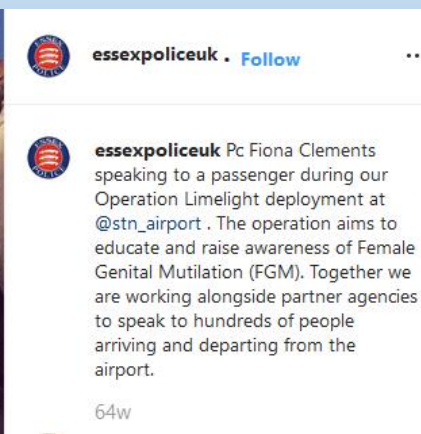 essexpoliceuk . Follow
essexpoliceuk Pc Fiona Clements
speaking to a passenger during our
Operation Limelight deployment at
@stn_airport . The operation aims to
educate and raise awareness of Female
Genital Mutilation (FGM). Together we
are working alongside partner agencies
to speak to hundreds of people
arriving and departing from the
airport.
64w